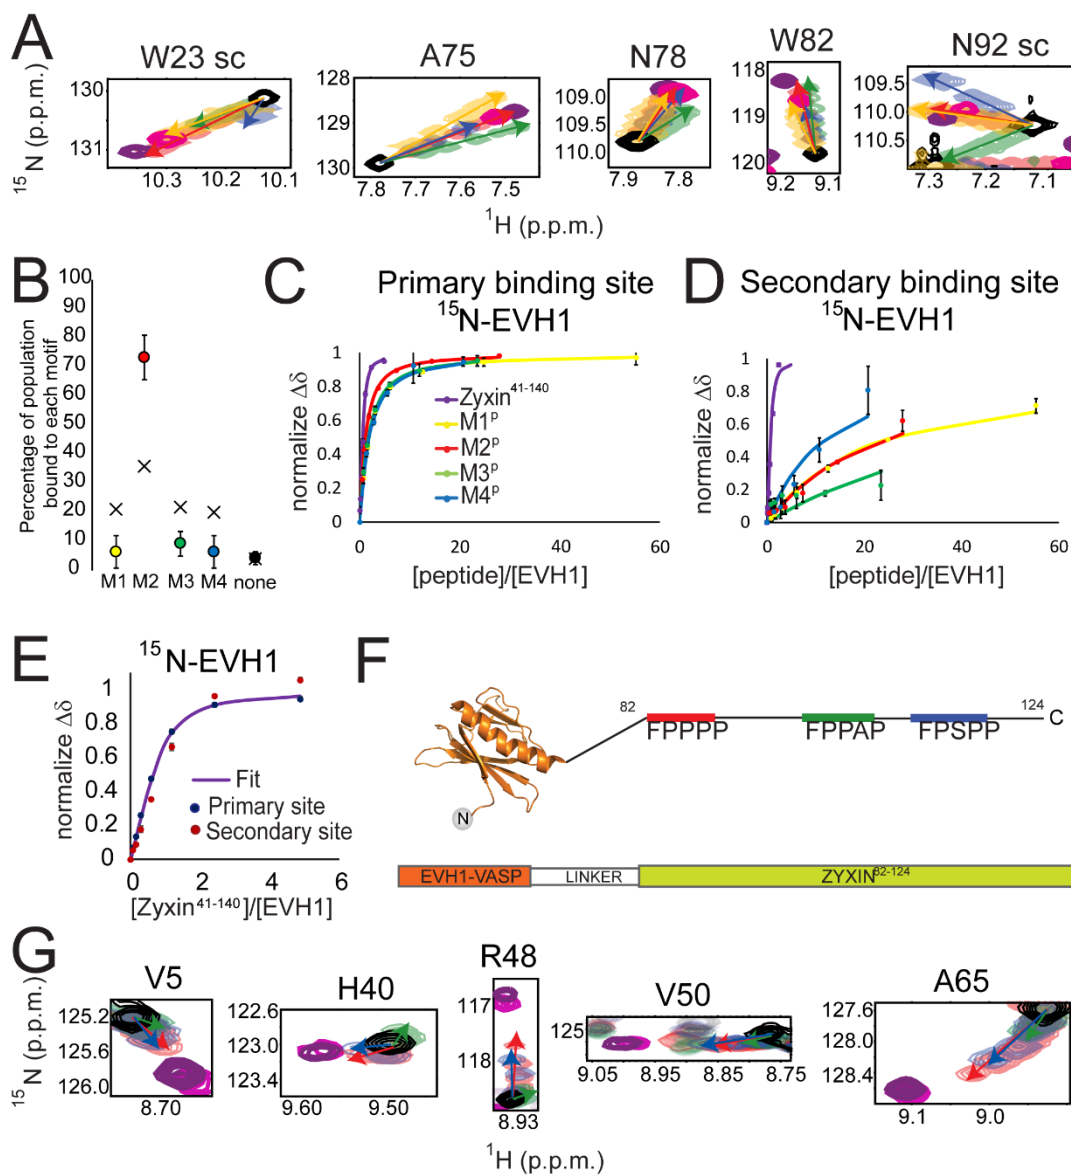 A
W23 sc
A75
N78
W82
N92 sc
15N (p.p.m.)
130
131
10.3 10.2 10.1
128
129
130
7.8 7.7 7.6 7.5
109.0
109.5
110.0
7.9 7.8
118
119
120
9.2 9.1
109.5
110.0
110.5
7.3 7.2 7.1
1H (p.p.m.)
B
Percentage of population
bound to each motif
100
90
80
70
60
50
40
30
20
10
0
M1 M2 M3 M4 none
C
Primary binding site
15N-EVH1
normalize Δδ
1
0.8
0.6
0.4
0.2
0
0 20 40 60
Zyxin41-140
M1P
M2P
M3P
M4P
[peptide]/[EVH1]
D
Secondary binding site
15N-EVH1
normalize Δδ
1
0.8
0.6
0.4
0.2
0
0 20 40 60
[peptide]/[EVH1]
E
15N-EVH1
normalize Δδ
1
0.8
0.6
0.4
0.2
0
Fit
Primary site
Secondary site
0 2 4 6
[Zyxin41-140]/[EVH1]
F
N
82
FPPPP
FPPAP
FPSPP
124
C
EVH1-VASP LINKER ZYXIN82-124
G
V5
H40
R48
V50
A65
15N (p.p.m.)
125.2
125.6
126.0
8.70
122.6
123.0
123.4
9.60 9.50
117
118
8.93
125
9.05 8.95 8.85 8.75
127.6
128.0
128.4
9.1 9.0
1H (p.p.m.)